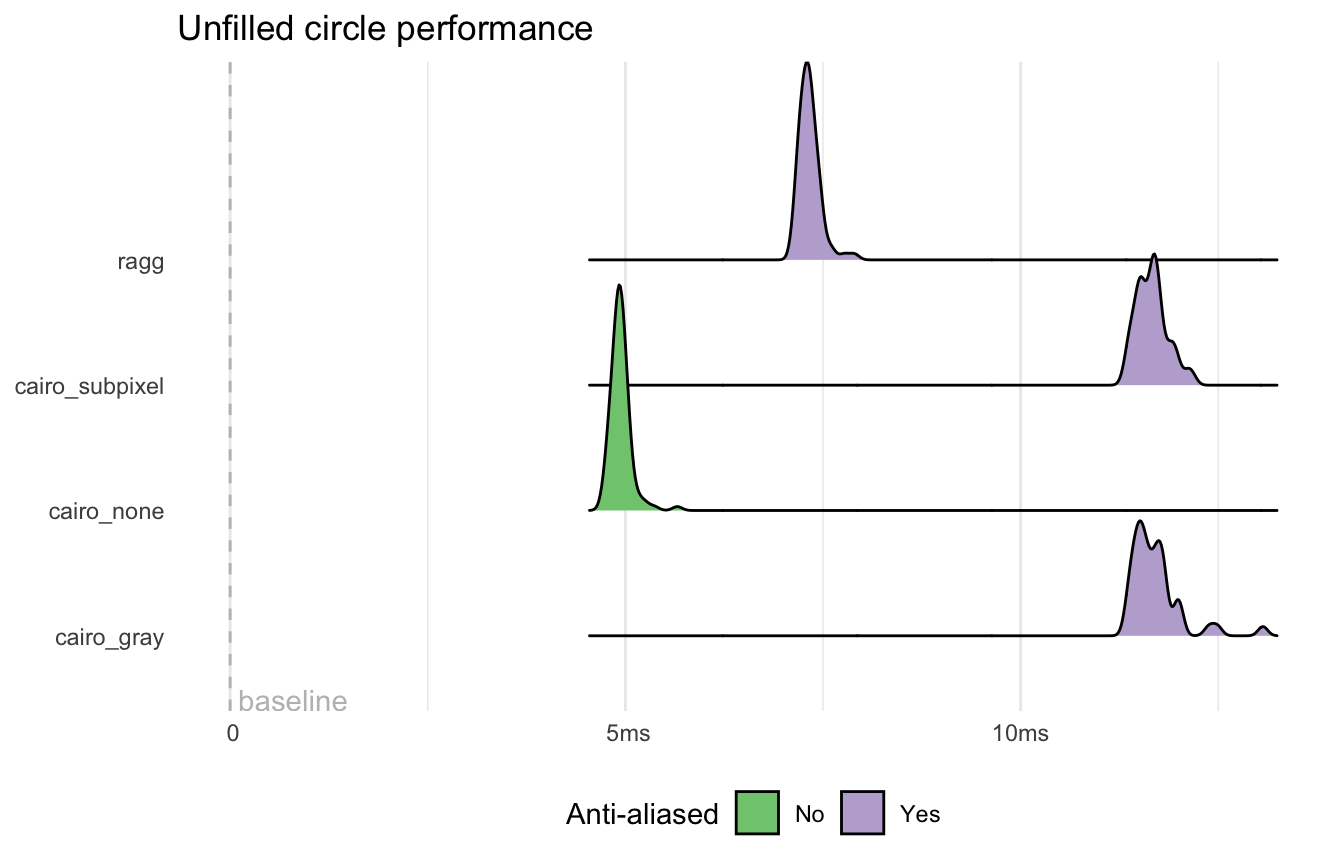 Unfilled circle performance
ragg
cairo_subpixel
cairo_none
cairo_gray
baseline
0 5ms 10ms
Anti-aliased No Yes